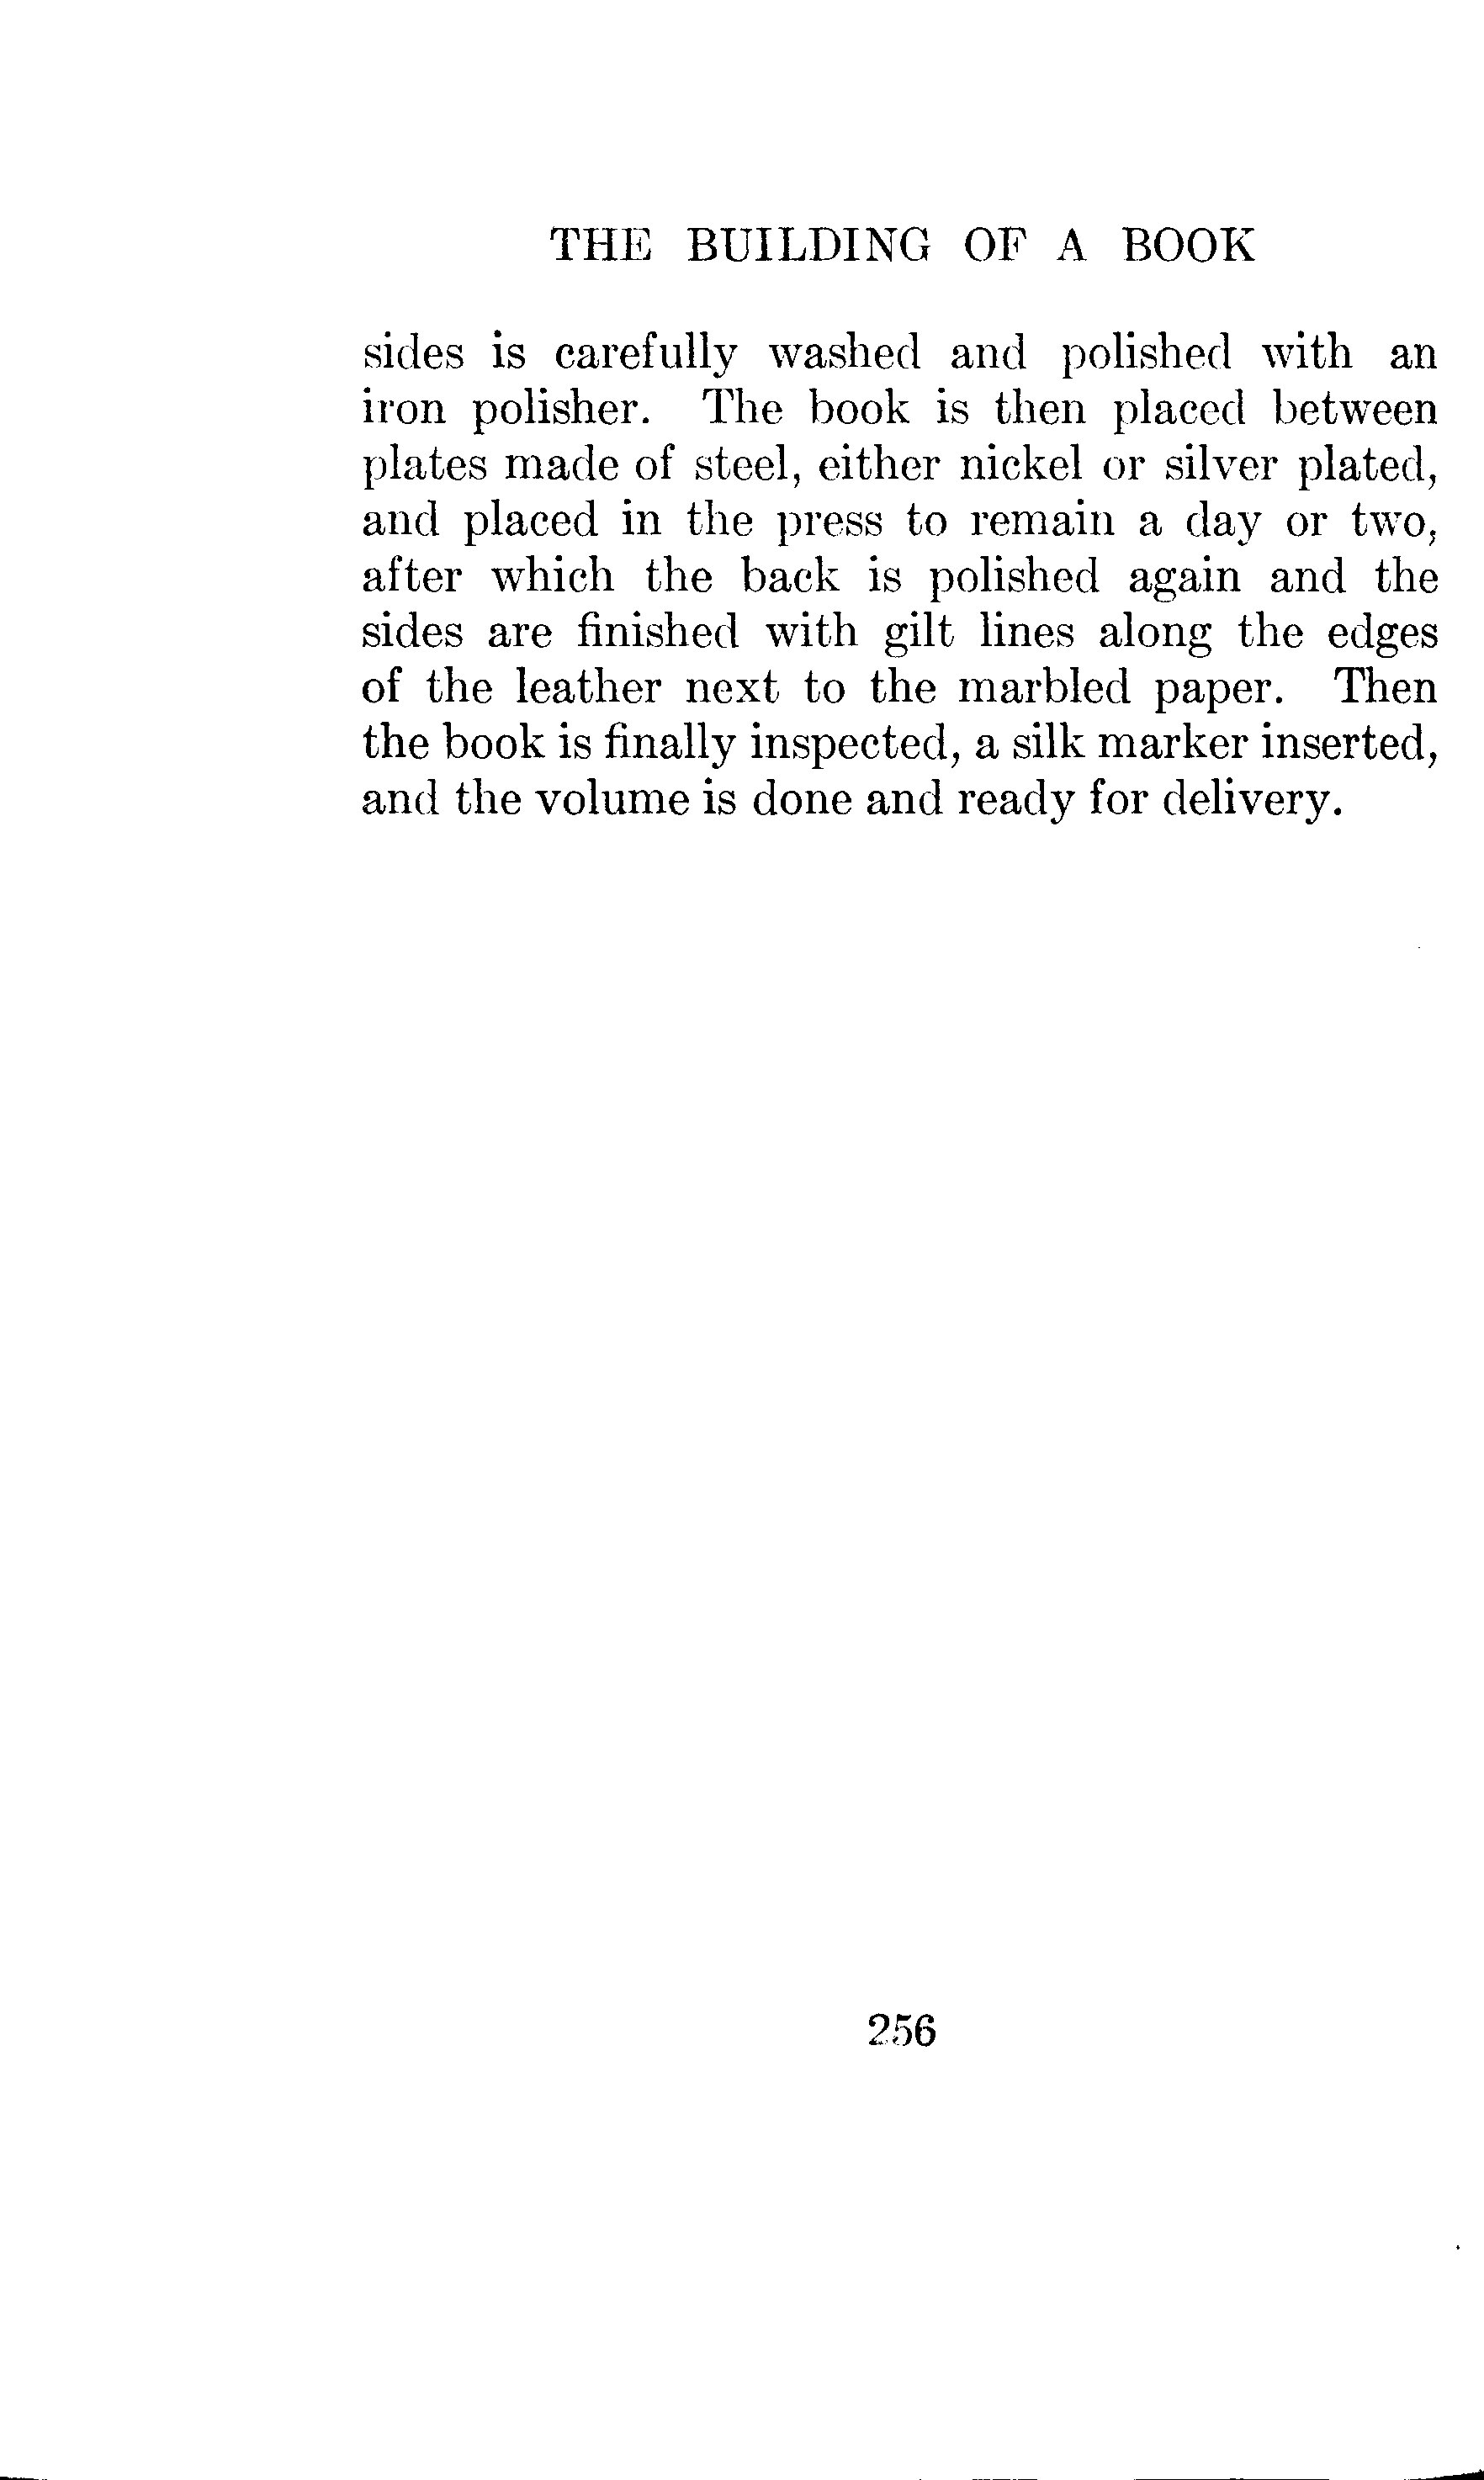 THE BUILDING OF A BOOK
sides is carefully washed and polished with an
iron polisher. The book is then placed between
plates made of steel, either nickel or silver plated,
and placed in the press to remain a day or two,
after which the back is polished again and the
sides are finished with gilt lines along the edges
of the leather next to the marbled paper. Then
the book is finally inspected, a silk marker inserted,
and the volume is done and ready for delivery.
256